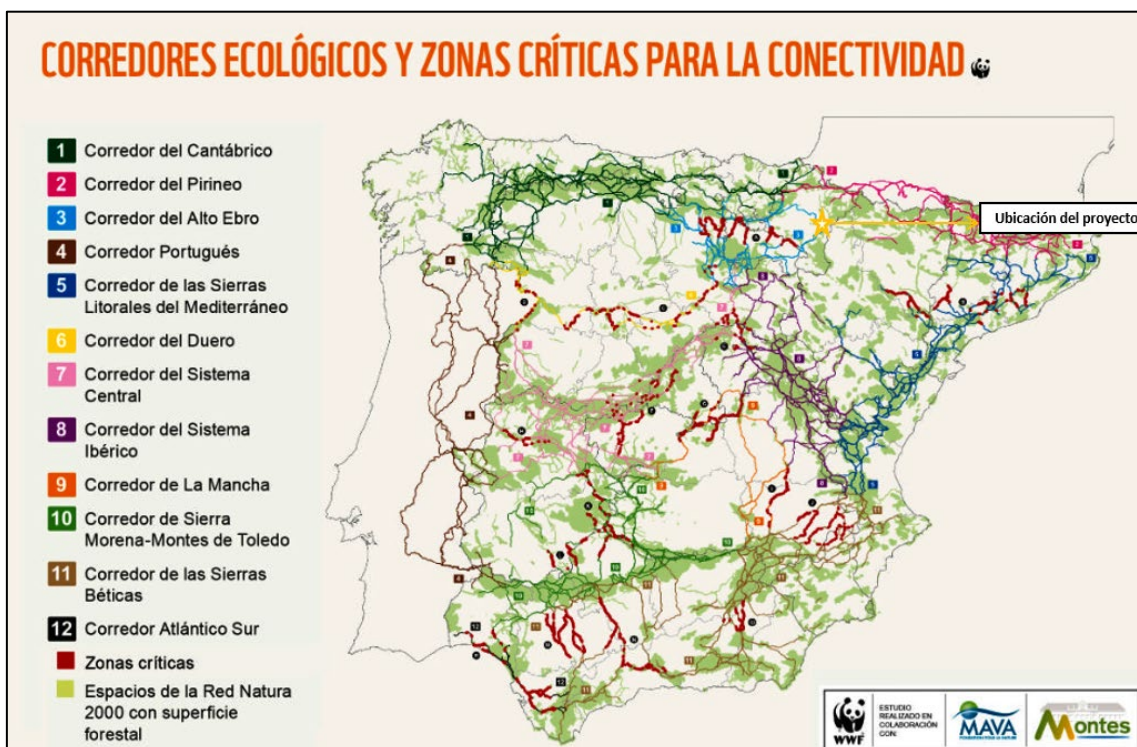 CORREDORES ECOLÓGICOS Y ZONAS CRÍTICAS PARA LA CONECTIVIDAD
1 Corredor del Cantábrico
2 Corredor del Pirineo
3 Corredor del Alto Ebro
4 Corredor Portugués
5 Corredor de las Sierras
Litorales del Mediterráneo
6 Corredor del Duero
7 Corredor del Sistema
Central
8 Corredor del Sistema
Ibérico
9 Corredor de La Mancha
10 Corredor de Sierra
Morena-Montes de Toledo
11 Corredor de las Sierras
Béticas
12 Corredor Atlántico Sur
Zonas críticas
Espacios de la Red Natura
2000 con superficie
forestal
Ubicación del proyecto
WWF
ESTUDIO
REALIZADO EN
COLABORACIÓN
CON:
MAVA
Montes